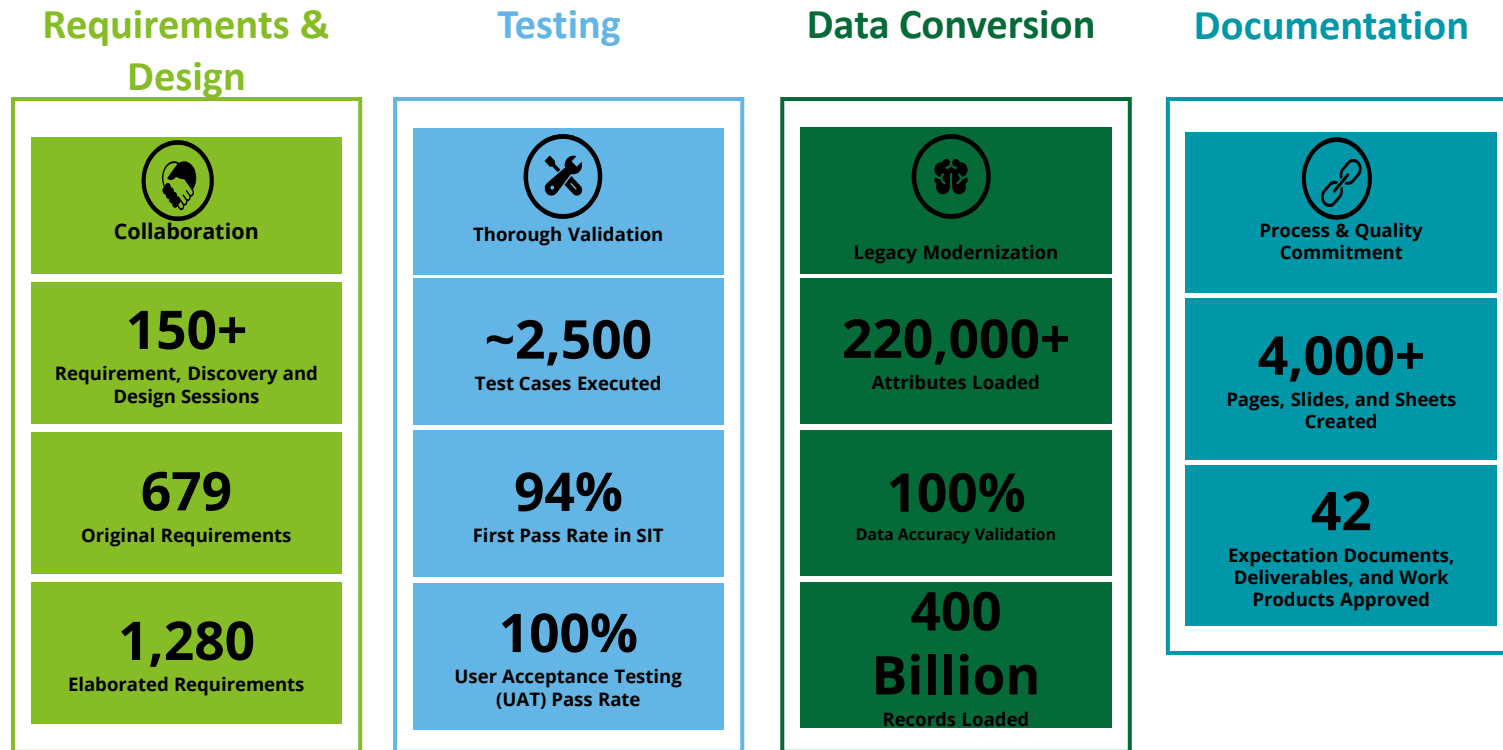 Requirements &
Design
Collaboration
150+
Requirement, Discovery and
Design Sessions
679
Original Requirements
1,280
Elaborated Requirements
Testing
Thorough Validation
~2,500
Test Cases Executed
94%
First Pass Rate in SIT
100%
User Acceptance Testing
(UAT) Pass Rate
Data Conversion
Legacy Modernization
220,000+
Attributes Loaded
100%
Data Accuracy Validation
400
Billion
Records Loaded
Documentation
Process & Quality
Commitment
4,000+
Pages, Slides, and Sheets
Created
42
Expectation Documents,
Deliverables, and Work
Products Approved